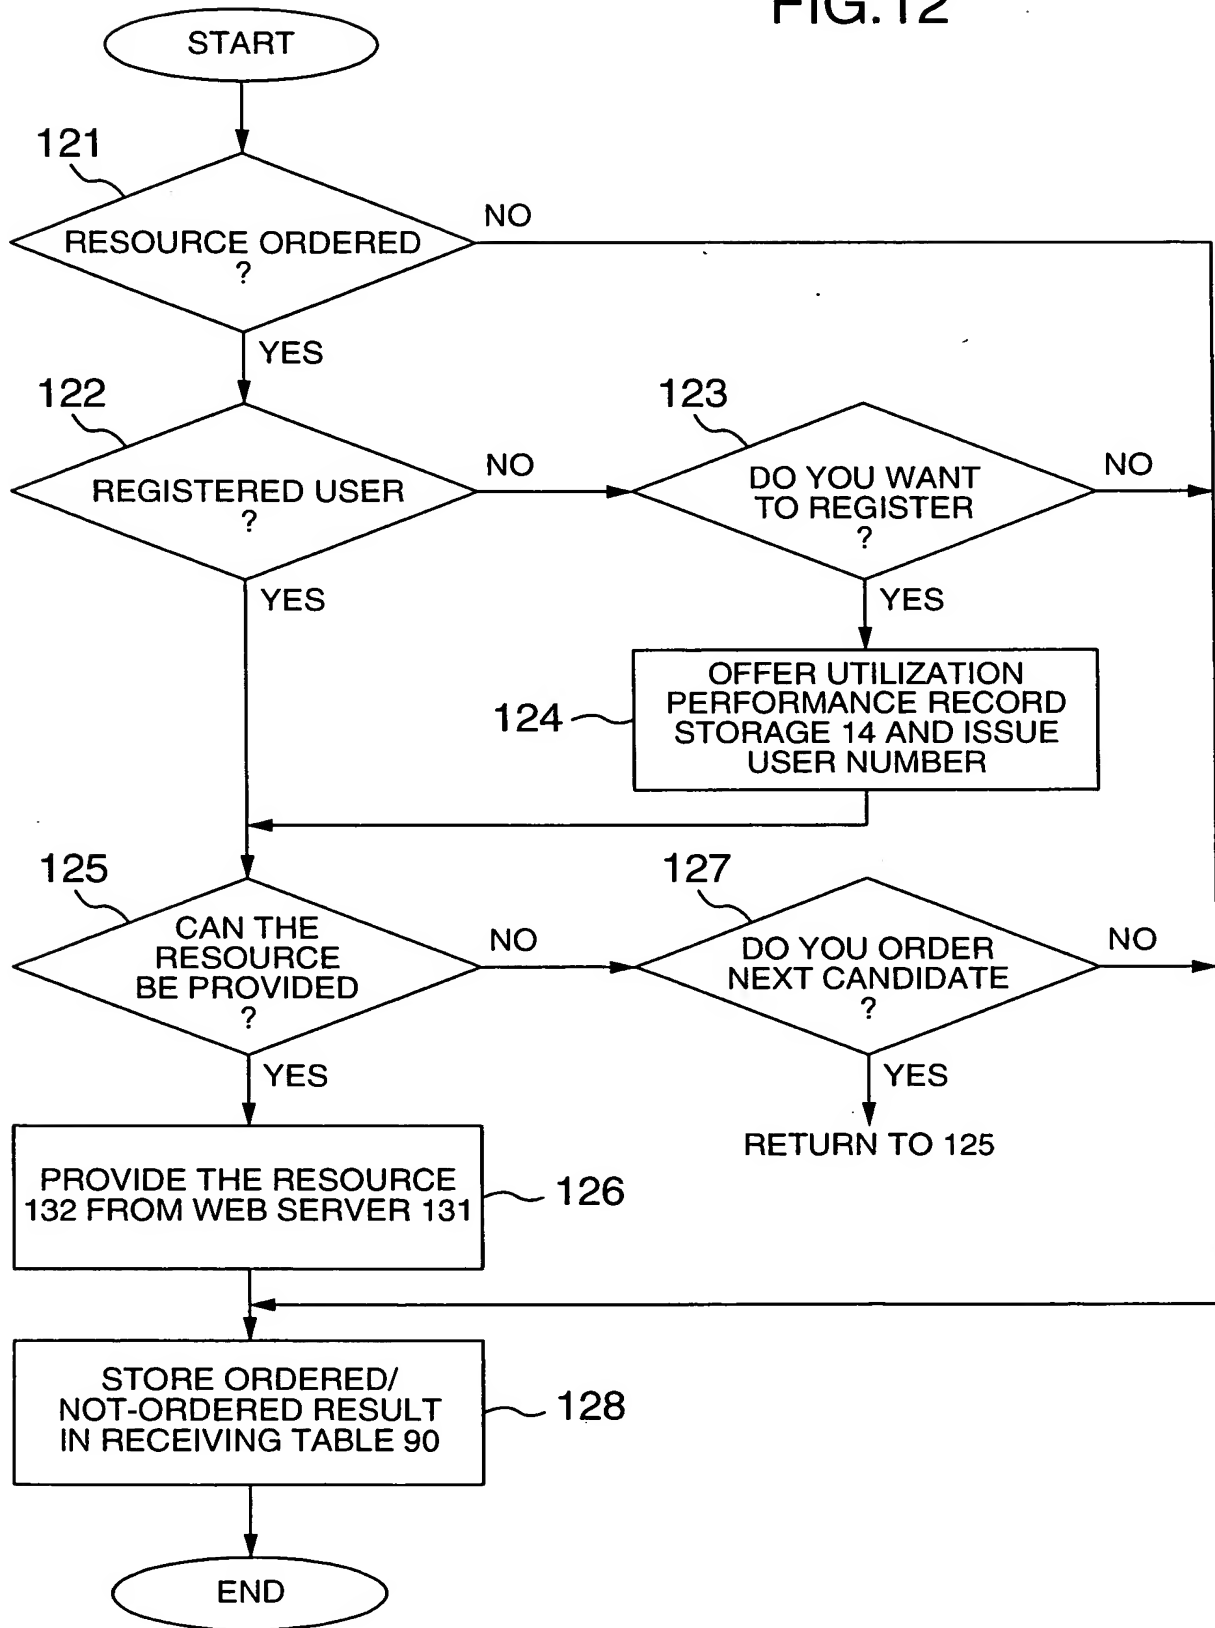 FIG.12
START
121
RESOURCE ORDERED
?
NO
YES
122
REGISTERED USER
?
NO
123
DO YOU WANT
TO REGISTER
?
NO
YES
YES
124
OFFER UTILIZATION
PERFORMANCE RECORD
STORAGE 14 AND ISSUE
USER NUMBER
125
CAN THE
RESOURCE
BE PROVIDED
?
NO
127
DO YOU ORDER
NEXT CANDIDATE
?
NO
YES
YES
RETURN TO 125
PROVIDE THE RESOURCE
132 FROM WEB SERVER 131
126
STORE ORDERED/
NOT-ORDERED RESULT
IN RECEIVING TABLE 90
128
END